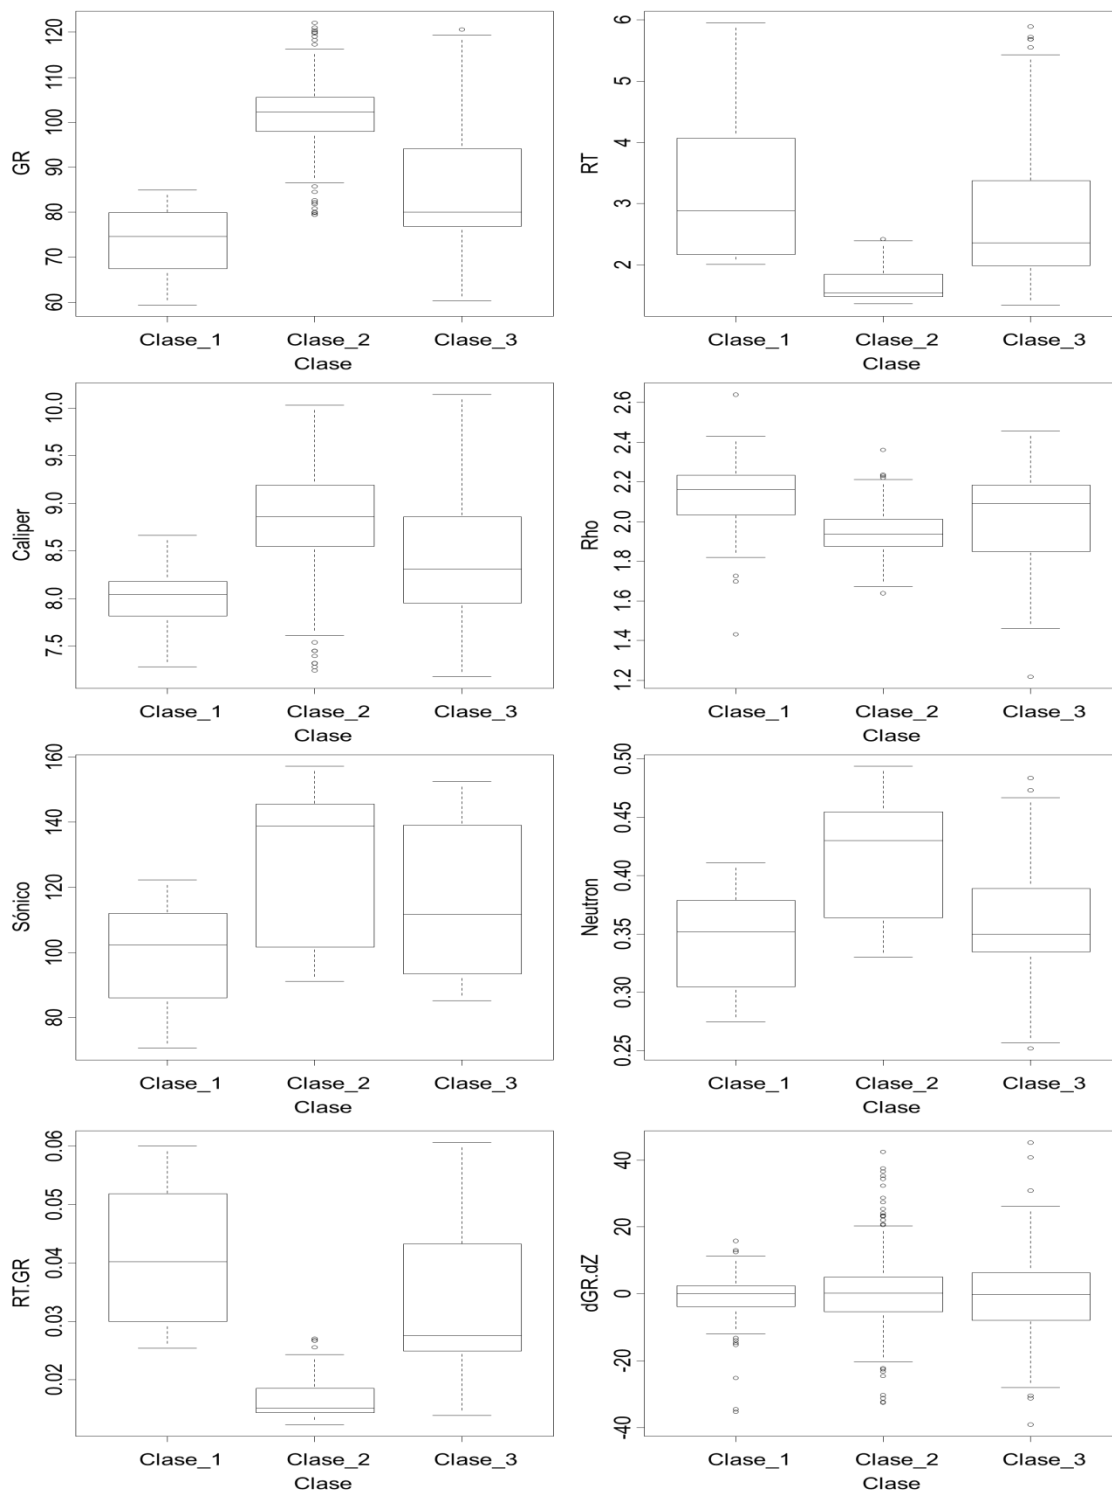 GR
120
110
100
90
80
70
60
Clase_1 Clase_2 Clase_3
Clase
RT
6
5
4
3
2
Clase_1 Clase_2 Clase_3
Clase
Caliper
10.0
9.5
9.0
8.5
8.0
7.5
Clase_1 Clase_2 Clase_3
Clase
Rho
2.6
2.4
2.2
2.0
1.8
1.6
1.4
1.2
Clase_1 Clase_2 Clase_3
Clase
Sónico
160
140
120
100
80
Clase_1 Clase_2 Clase_3
Clase
Neutron
0.50
0.45
0.40
0.35
0.30
0.25
Clase_1 Clase_2 Clase_3
Clase
RT.GR
0.06
0.05
0.04
0.03
0.02
Clase_1 Clase_2 Clase_3
Clase
dGR.dZ
40
20
0
-20
-40
Clase_1 Clase_2 Clase_3
Clase